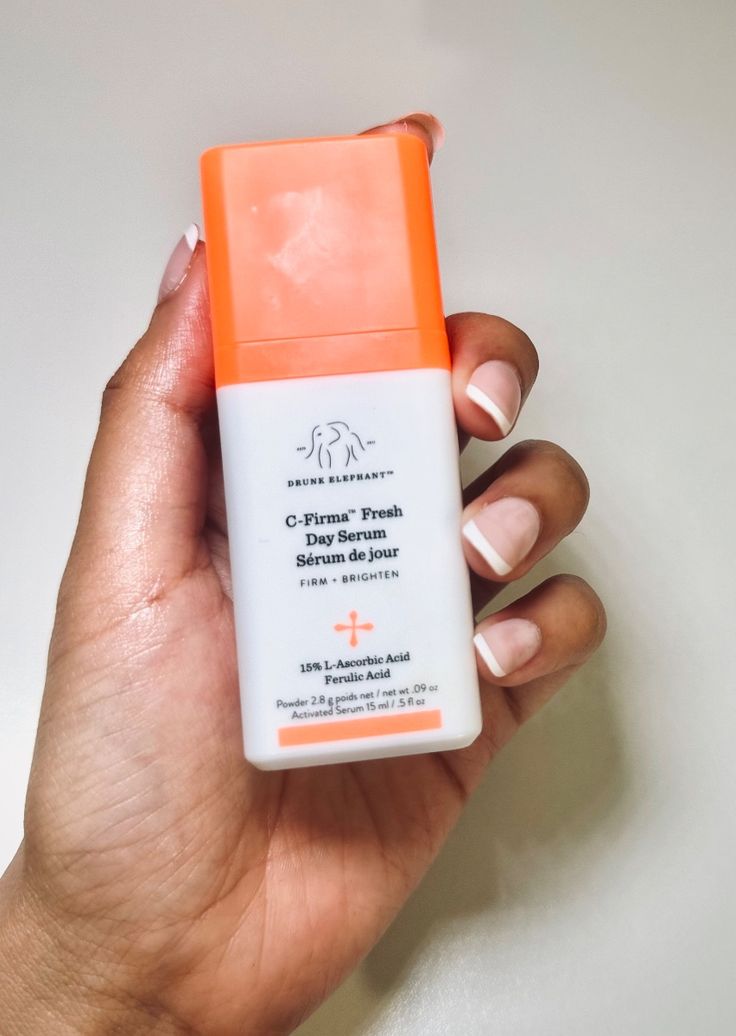 DRUNK ELEPHANT™
C-Firma™ Fresh
Day Serum
Sérum de jour
FIRM + BRIGHTEN
15% L-Ascorbic Acid
Ferulic Acid
Powder 2.8 g poids net / net wt .09 oz
Activated Serum 15 ml / .5 fl oz